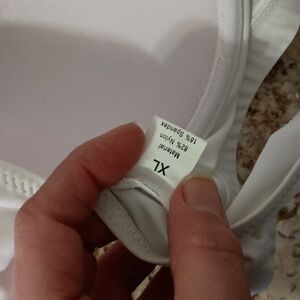 XL
Material
82% Nylon
18% Spandex